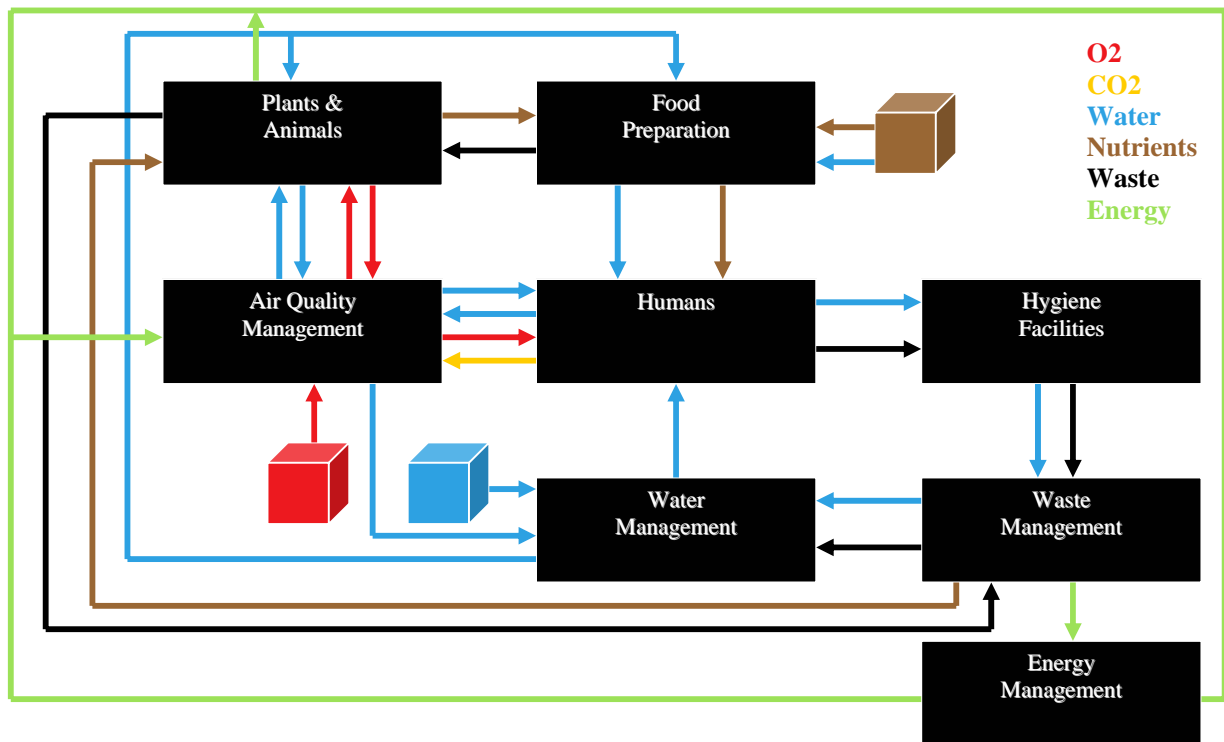 Plants &
Animals
Food
Preparation
O2
CO2
Water
Nutrients
Waste
Energy
Air Quality
Management
Humans
Hygiene
Facilities
Water
Management
Waste
Management
Energy
Management